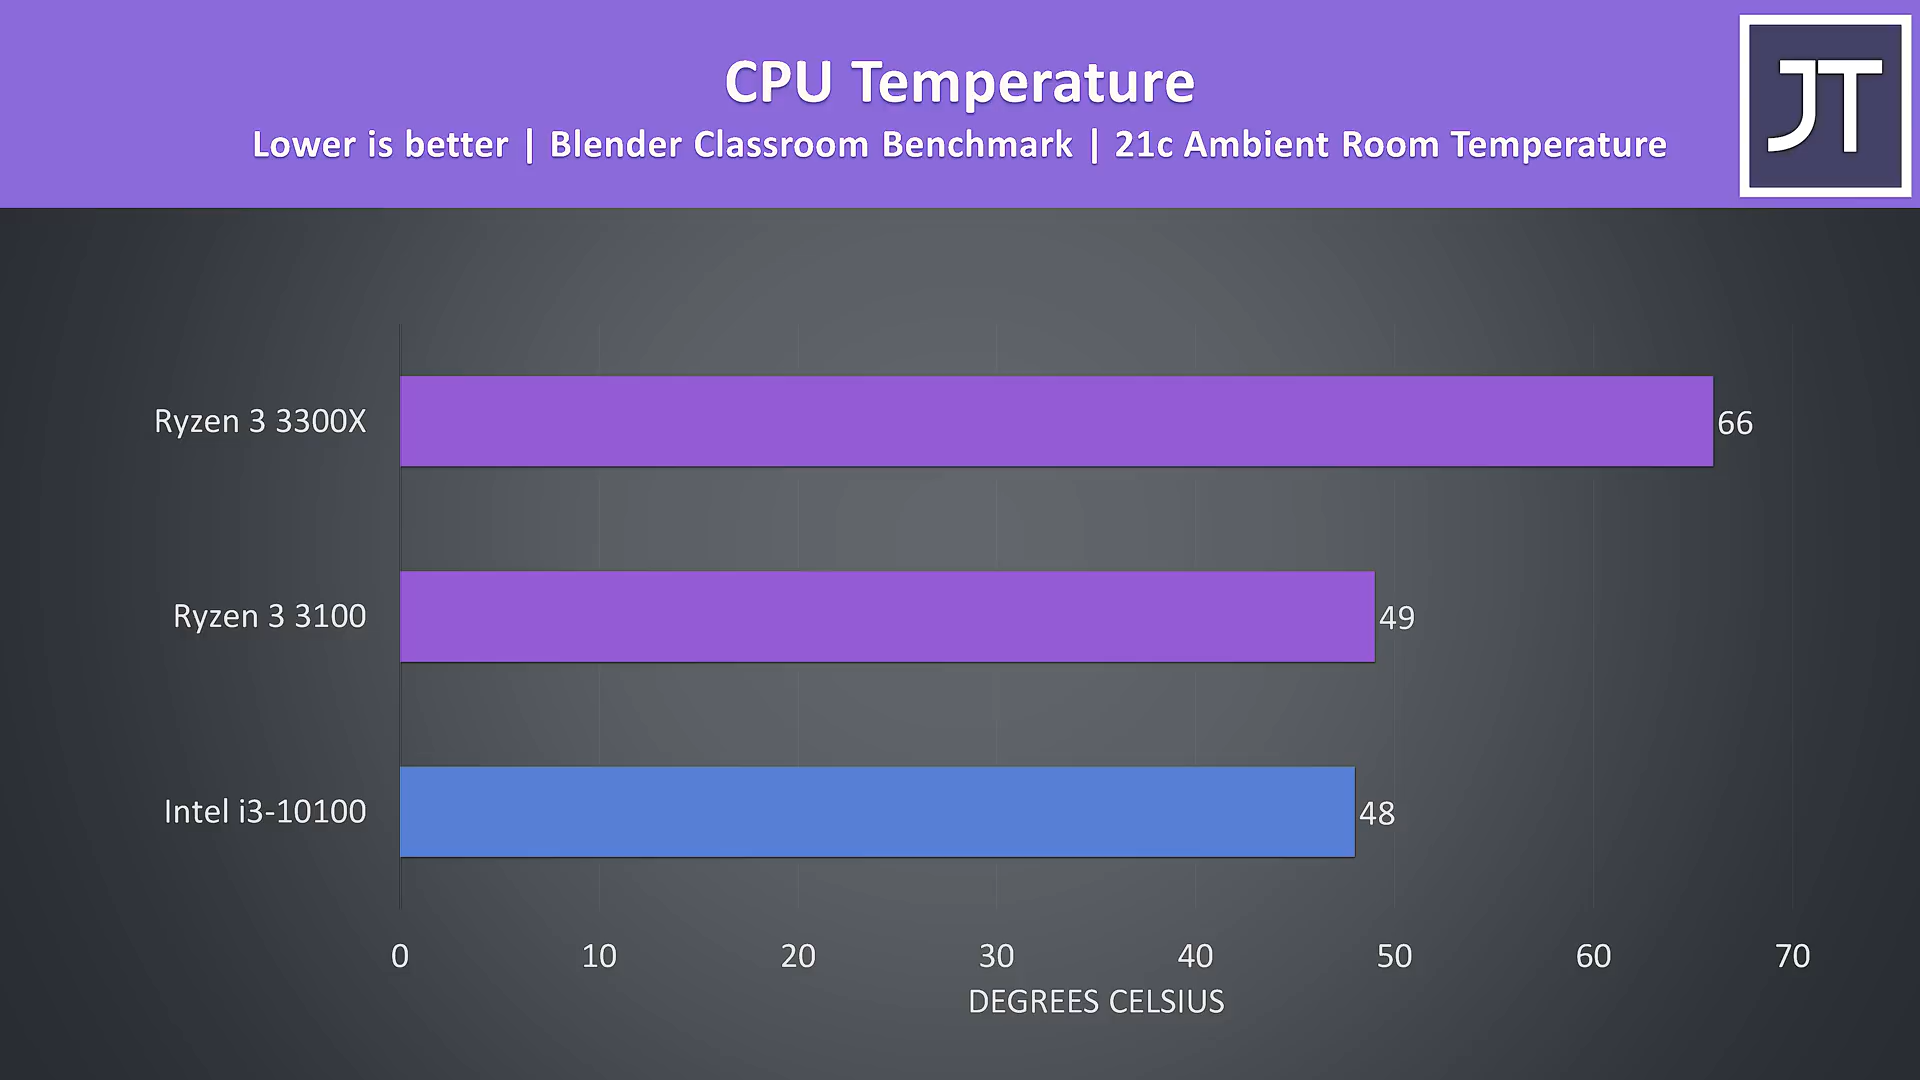 CPU Temperature
Lower is better | Blender Classroom Benchmark | 21c Ambient Room Temperature
JT
Ryzen 3 3300X 66
Ryzen 3 3100 49
Intel i3-10100 48
0 10 20 30 40 50 60 70
DEGREES CELSIUS